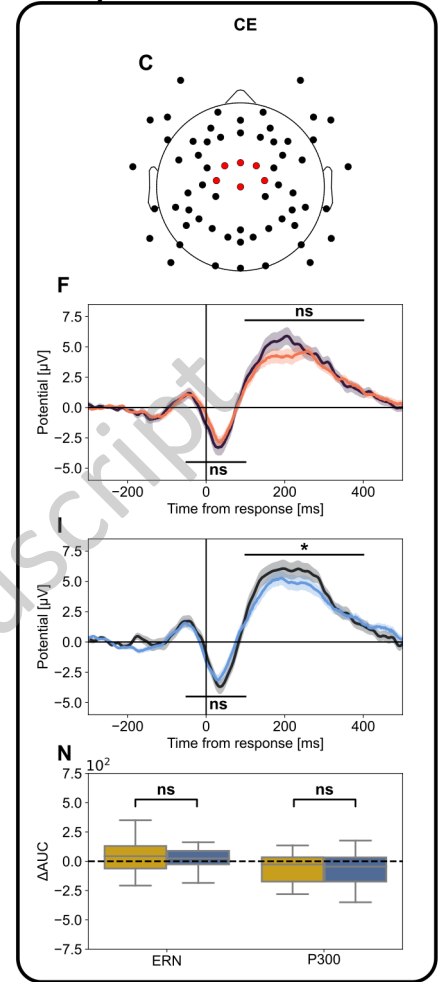 CE
C
F
ns
7.5
5.0
2.5
0.0
−2.5
−5.0
Potential [μV]
ns
−200 0 200 400
Time from response [ms]
I
*
7.5
5.0
2.5
0.0
−2.5
−5.0
Potential [μV]
ns
−200 0 200 400
Time from response [ms]
N
10²
7.5
5.0
2.5
0.0
−2.5
−5.0
−7.5
ΔAUC
ns ns
ERN P300